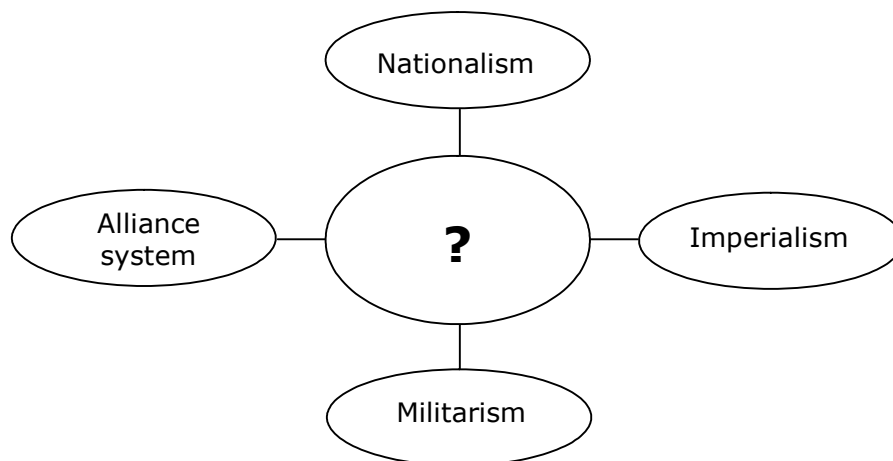 Nationalism
Alliance
system
?
Imperialism
Militarism